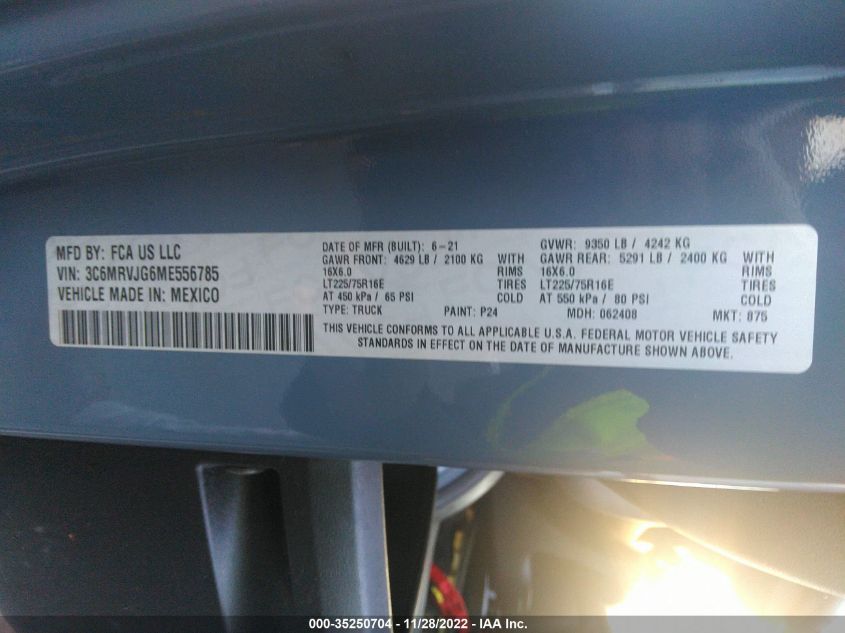 MFD BY: FCA US LLC
VIN: 3C6MRVJG6ME556785
VEHICLE MADE IN: MEXICO
DATE OF MFR (BUILT): 6-21
GAWR FRONT: 4629 LB / 2100 KG WITH
16X6.0 RIMS
LT225/75R16E TIRES
AT 450 kPa / 65 PSI COLD
TYPE: TRUCK PAINT: P24
GVWR: 9350 LB / 4242 KG
GAWR REAR: 5291 LB / 2400 KG WITH
16X6.0 RIMS
LT225/75R16E TIRES
AT 550 kPa / 80 PSI COLD
MDH: 062408 MKT: 875
THIS VEHICLE CONFORMS TO ALL APPLICABLE U.S.A. FEDERAL MOTOR VEHICLE SAFETY
STANDARDS IN EFFECT ON THE DATE OF MANUFACTURE SHOWN ABOVE.
000-35250704 - 11/28/2022 - IAA Inc.